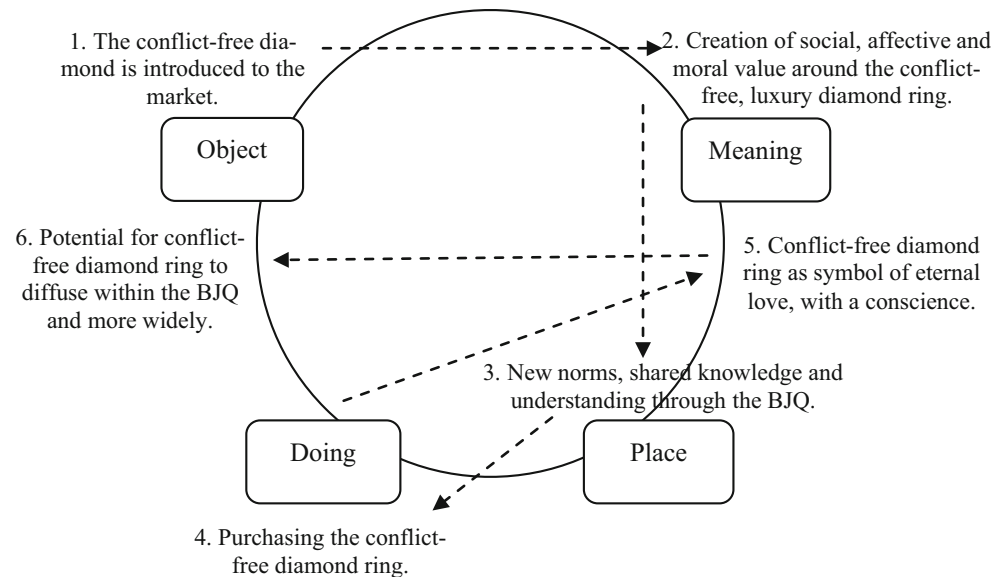 1. The conflict-free dia-
mond is introduced to the
market.
2. Creation of social, affective and
moral value around the conflict-
free, luxury diamond ring.
Object
Meaning
6. Potential for conflict-
free diamond ring to
diffuse within the BJQ
and more widely.
5. Conflict-free diamond
ring as symbol of eternal
love, with a conscience.
3. New norms, shared knowledge and
understanding through the BJQ.
Doing
Place
4. Purchasing the conflict-
free diamond ring.